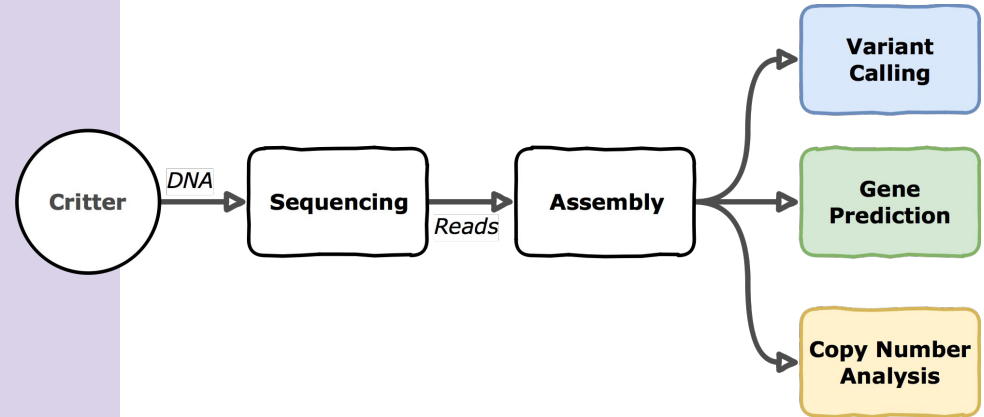 Variant
Calling
DNA
Critter
Sequencing
Reads
Assembly
Gene
Prediction
Copy Number
Analysis